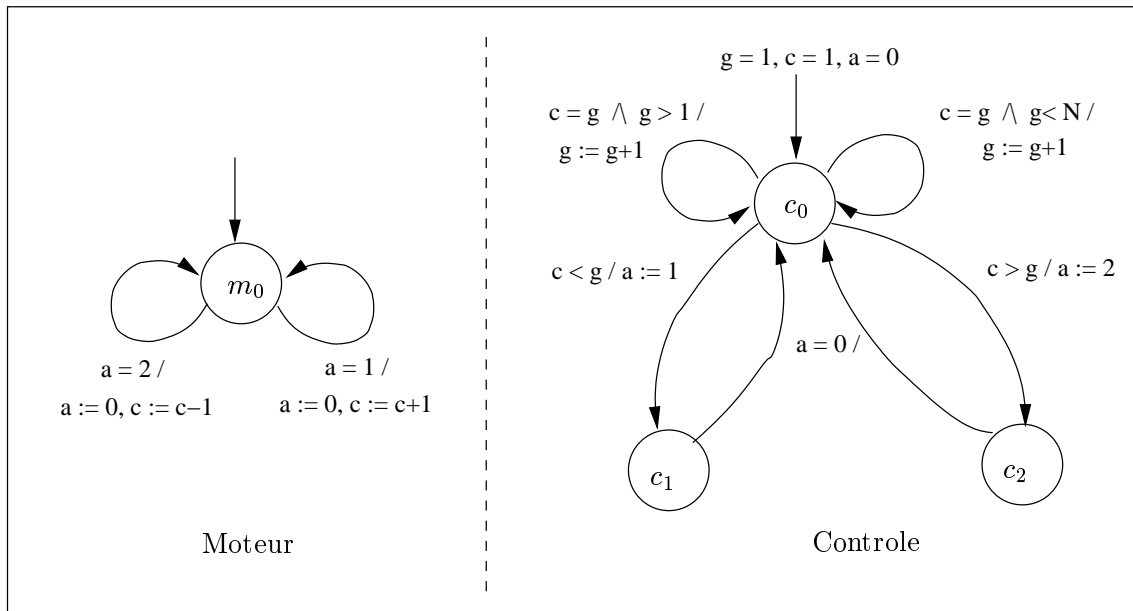 g = 1, c = 1, a = 0
c = g /\ g > 1 /
g := g+1
c = g /\ g< N /
g := g+1
c₀
m₀
c < g / a := 1
c > g / a := 2
a = 0 /
a = 2 /
a := 0, c := c−1
a = 1 /
a := 0, c := c+1
c₁
c₂
Moteur
Controle